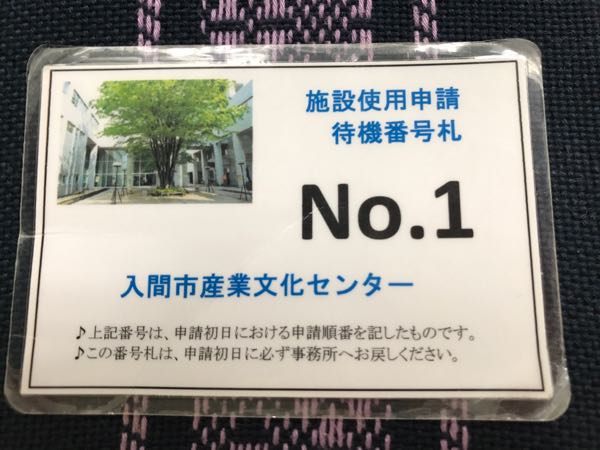 施設使用申請
待機番号札
No.1
入間市産業文化センター
♪上記番号は、申請初日における申請順番を記したものです。
♪この番号札は、申請初日に必ず事務所へお戻しください。